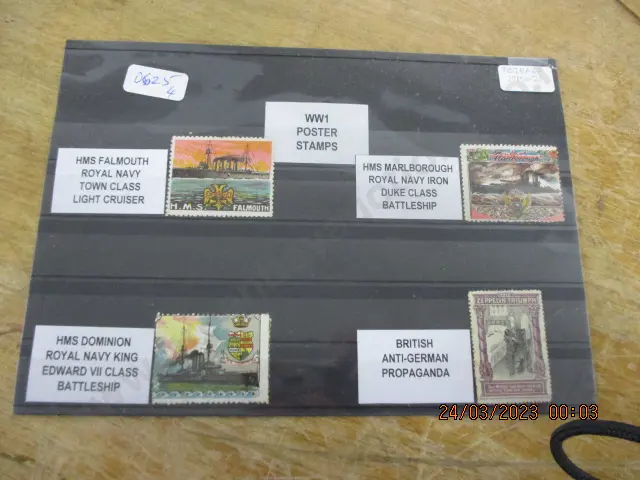 0625
4
WW1
POSTER
STAMPS
HMS FALMOUTH
ROYAL NAVY
TOWN CLASS
LIGHT CRUISER
H.M.S FALMOUTH
HMS MARLBOROUGH
ROYAL NAVY IRON
DUKE CLASS
BATTLESHIP
HMS DOMINION
ROYAL NAVY KING
EDWARD VII CLASS
BATTLESHIP
BRITISH
ANTI-GERMAN
PROPAGANDA
ZEPPELIN TRIUMPH
24/03/2023 00:03